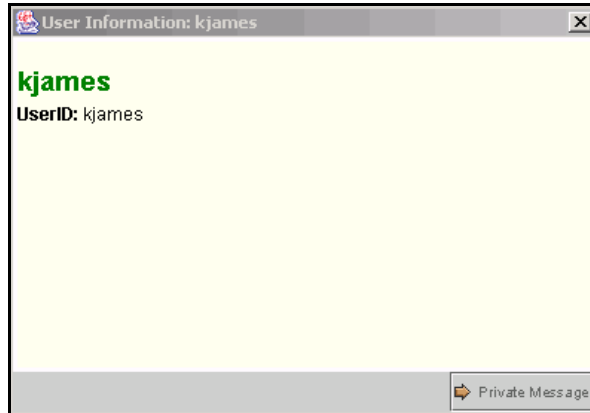 User Information: kjames
kjames
UserID: kjames
Private Message